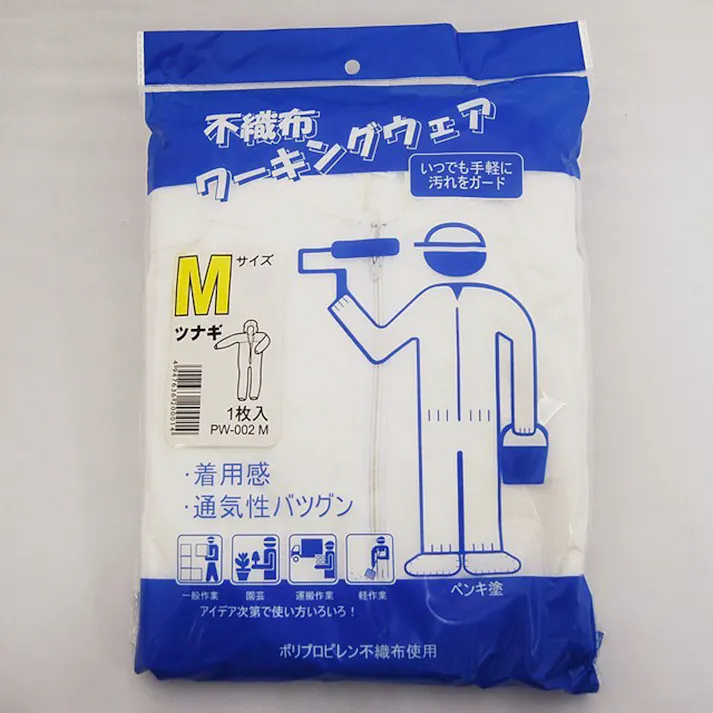 不織布
ワーキングウェア
いつでも手軽に
汚れをガード
Mサイズ
ツナギ
1枚入
PW-002 M
・着用感
・通気性バツグン
一般作業 園芸 運搬作業 軽作業
アイデア次第で使い方いろいろ!
ペンキ塗
ポリプロピレン不織布使用